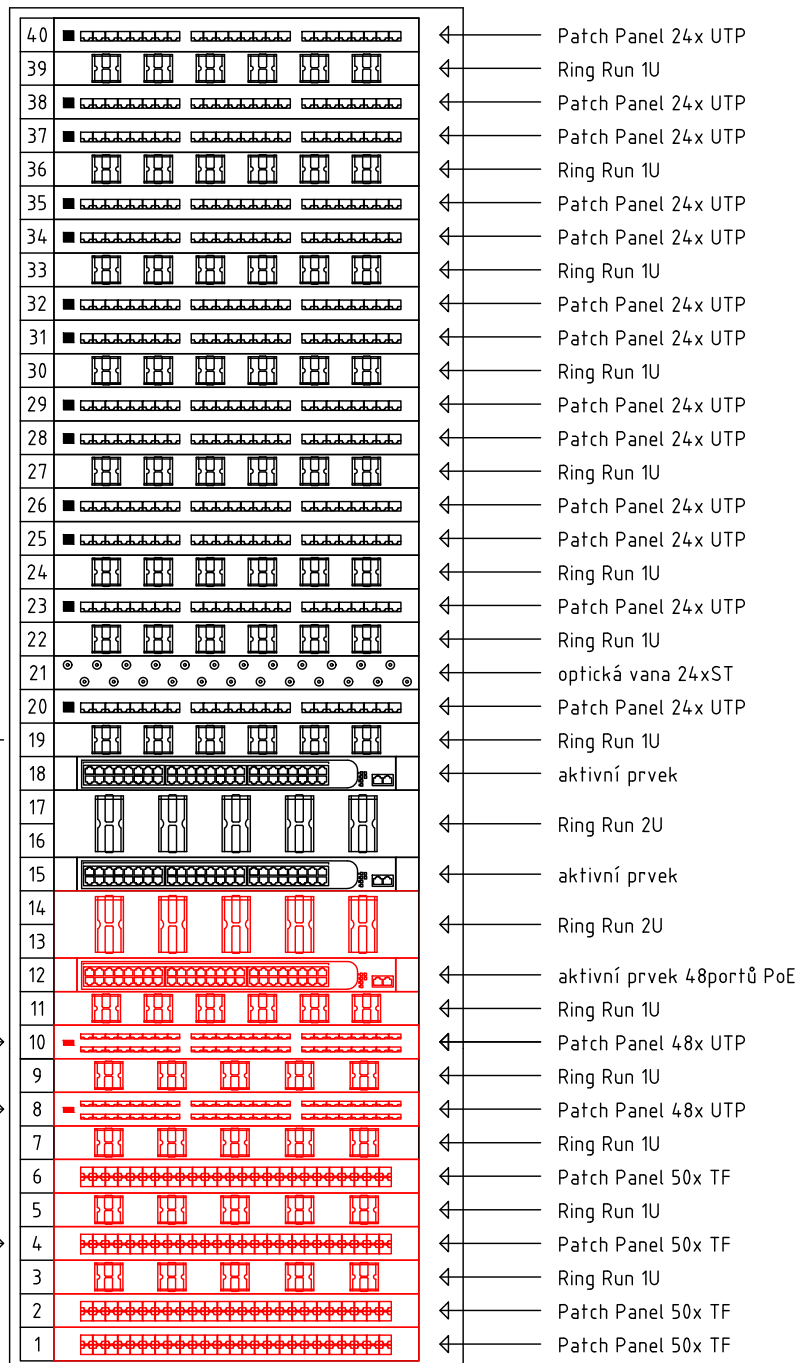 40 Patch Panel 24x UTP
39 Ring Run 1U
38 Patch Panel 24x UTP
37 Patch Panel 24x UTP
36 Ring Run 1U
35 Patch Panel 24x UTP
34 Patch Panel 24x UTP
33 Ring Run 1U
32 Patch Panel 24x UTP
31 Patch Panel 24x UTP
30 Ring Run 1U
29 Patch Panel 24x UTP
28 Patch Panel 24x UTP
27 Ring Run 1U
26 Patch Panel 24x UTP
25 Patch Panel 24x UTP
24 Ring Run 1U
23 Patch Panel 24x UTP
22 Ring Run 1U
21 optická vana 24xST
20 Patch Panel 24x UTP
19 Ring Run 1U
18 aktivní prvek
17
Ring Run 2U
16
15 aktivní prvek
14
Ring Run 2U
13
12 aktivní prvek 48portů PoE
11 Ring Run 1U
10 Patch Panel 48x UTP
9 Ring Run 1U
8 Patch Panel 48x UTP
7 Ring Run 1U
6 Patch Panel 50x TF
5 Ring Run 1U
4 Patch Panel 50x TF
3 Ring Run 1U
2 Patch Panel 50x TF
1 Patch Panel 50x TF